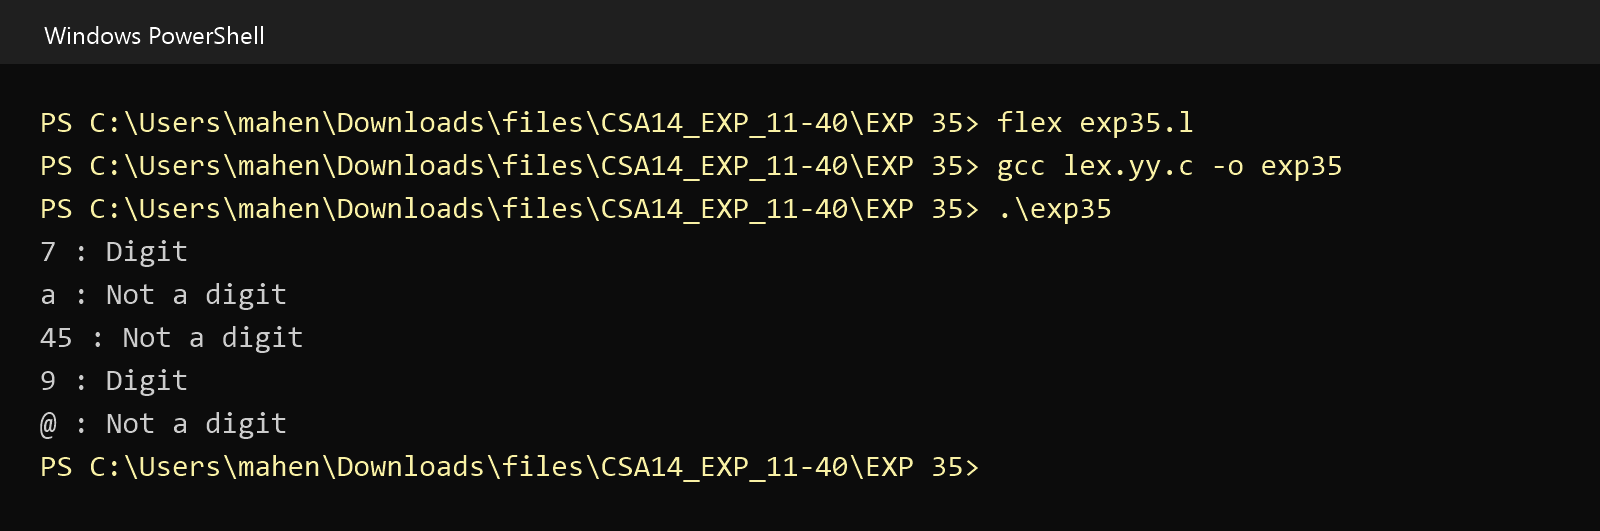 Windows PowerShell
PS C:\Users\mahen\Downloads\files\CSA14_EXP_11-40\EXP 35> flex exp35.l
PS C:\Users\mahen\Downloads\files\CSA14_EXP_11-40\EXP 35> gcc lex.yy.c -o exp35
PS C:\Users\mahen\Downloads\files\CSA14_EXP_11-40\EXP 35> .\exp35
7 : Digit
a : Not a digit
45 : Not a digit
9 : Digit
@ : Not a digit
PS C:\Users\mahen\Downloads\files\CSA14_EXP_11-40\EXP 35>